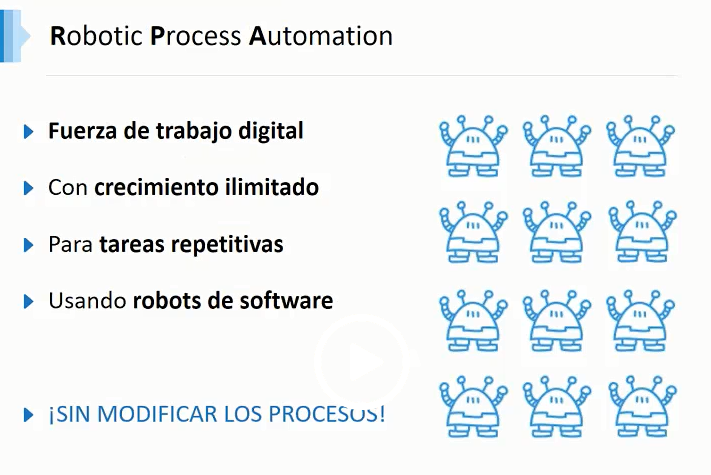 Robotic Process Automation
Fuerza de trabajo digital
Con crecimiento ilimitado
Para tareas repetitivas
Usando robots de software
¡SIN MODIFICAR LOS PROCESOS!